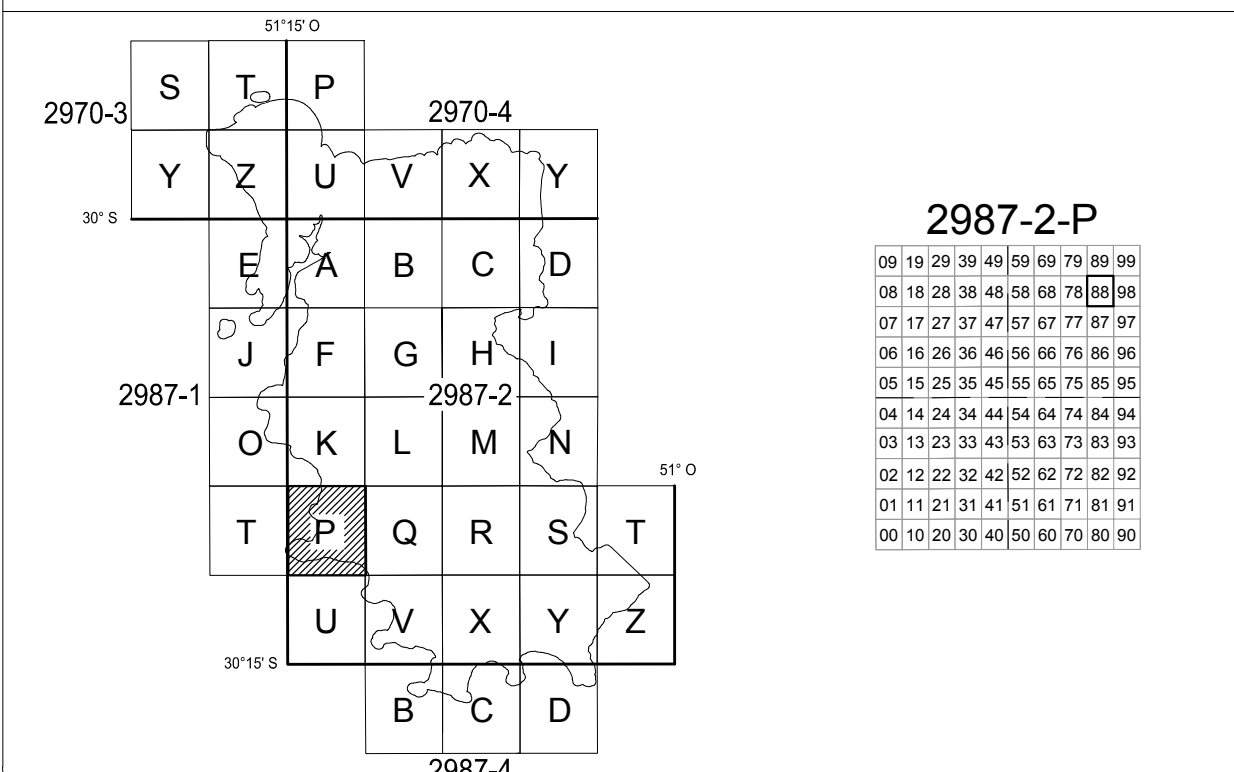 51°15' O
S T P
2970-3
2970-4
Y Z U V X Y
30° S
E A B C D
J F G H I
2987-1
2987-2
O K L M N
51° O
T P Q R S T
U V X Y Z
30°15' S
B C D
2987-4
2987-2-P
09 19 29 39 49 59 69 79 89 99
08 18 28 38 48 58 68 78 88 98
07 17 27 37 47 57 67 77 87 97
06 16 26 36 46 56 66 76 86 96
05 15 25 35 45 55 65 75 85 95
04 14 24 34 44 54 64 74 84 94
03 13 23 33 43 53 63 73 83 93
02 12 22 32 42 52 62 72 82 92
01 11 21 31 41 51 61 71 81 91
00 10 20 30 40 50 60 70 80 90